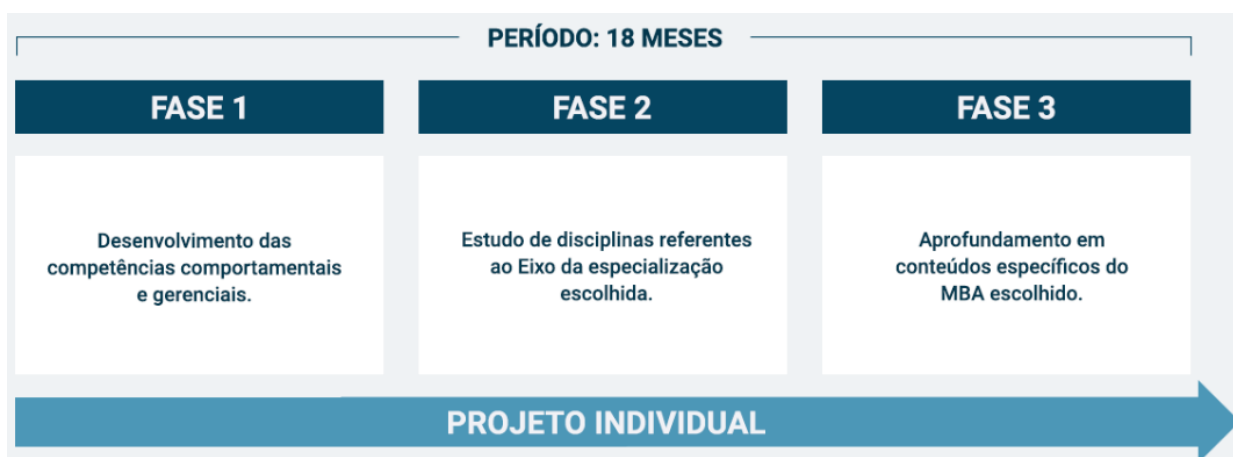 PERÍODO: 18 MESES
FASE 1
FASE 2
FASE 3
Desenvolvimento das
competências comportamentais
e gerenciais.
Estudo de disciplinas referentes
ao Eixo da especialização
escolhida.
Aprofundamento em
conteúdos específicos do
MBA escolhido.
PROJETO INDIVIDUAL